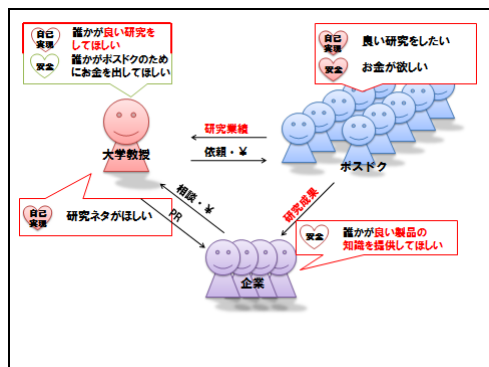 自己
実現
誰かが良い研究を
してほしい
安全
誰かがポスドクのため
にお金を出してほしい
自己
実現
良い研究をしたい
安全
お金が欲しい
大学教授
研究業績
依頼・¥
ポスドク
自己
実現
研究ネタがほしい
相談・¥
PR
研究成果
安全
誰かが良い製品の
知識を提供してほしい
企業